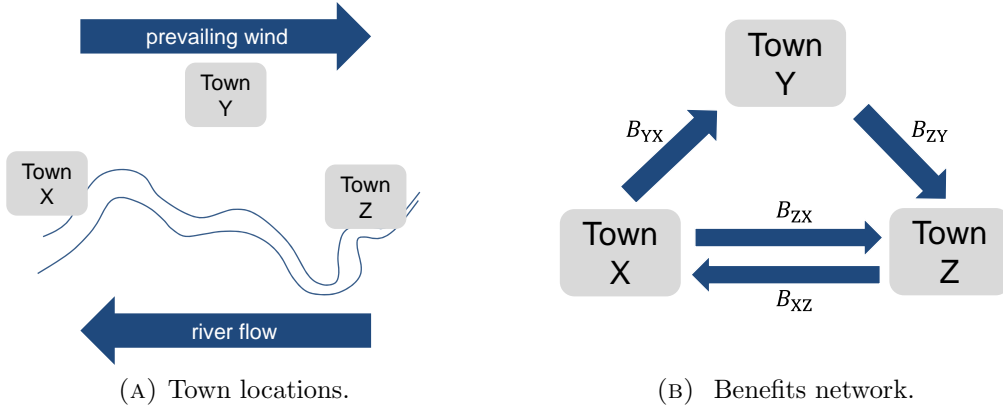 prevailing wind
Town
Y
Town
X
Town
Z
river flow
(A) Town locations.
Town
Y
B_YX
B_ZY
Town
X
B_ZX
B_XZ
Town
Z
(B) Benefits network.